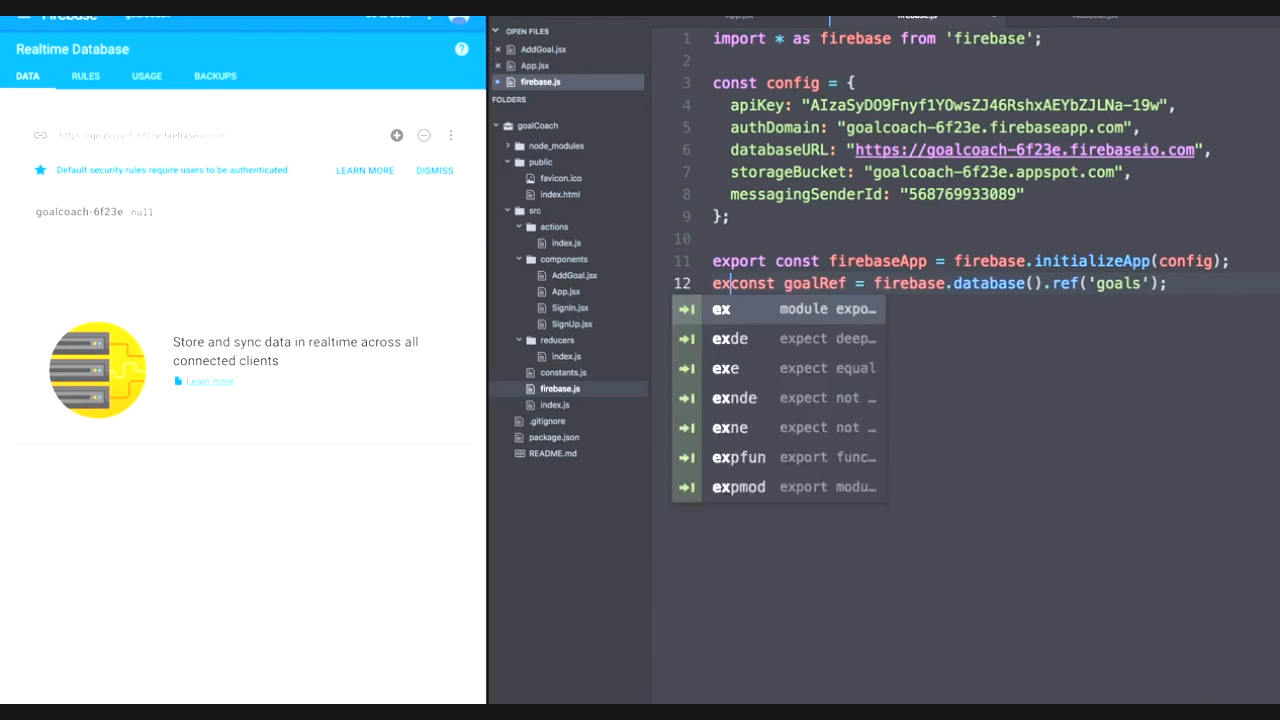 Firebase
Realtime Database
DATA RULES USAGE BACKUPS
https://goalcoach-6f23e.firebaseio.com
Default security rules require users to be authenticated LEARN MORE DISMISS
goalcoach-6f23e null
Store and sync data in realtime across all
connected clients
Learn more
OPEN FILES
AddGoal.jsx
App.jsx
firebase.js
FOLDERS
goalCoach
node_modules
public
favicon.ico
index.html
src
actions
index.js
components
AddGoal.jsx
App.jsx
SignIn.jsx
SignUp.jsx
reducers
index.js
constants.js
firebase.js
index.js
.gitignore
package.json
README.md
1 import * as firebase from 'firebase';
2
3 const config = {
4 apiKey: "AIzaSyDO9Fnyf1YOwsZJ46RshxAEYbZJLNa-19w",
5 authDomain: "goalcoach-6f23e.firebaseapp.com",
6 databaseURL: "https://goalcoach-6f23e.firebaseio.com",
7 storageBucket: "goalcoach-6f23e.appspot.com",
8 messagingSenderId: "568769933089"
9 };
10
11 export const firebaseApp = firebase.initializeApp(config);
12 exconst goalRef = firebase.database().ref('goals');
ex module expo…
exde expect deep…
exe expect equal
exnde expect not …
exne expect not …
expfun export func…
expmod export modu…